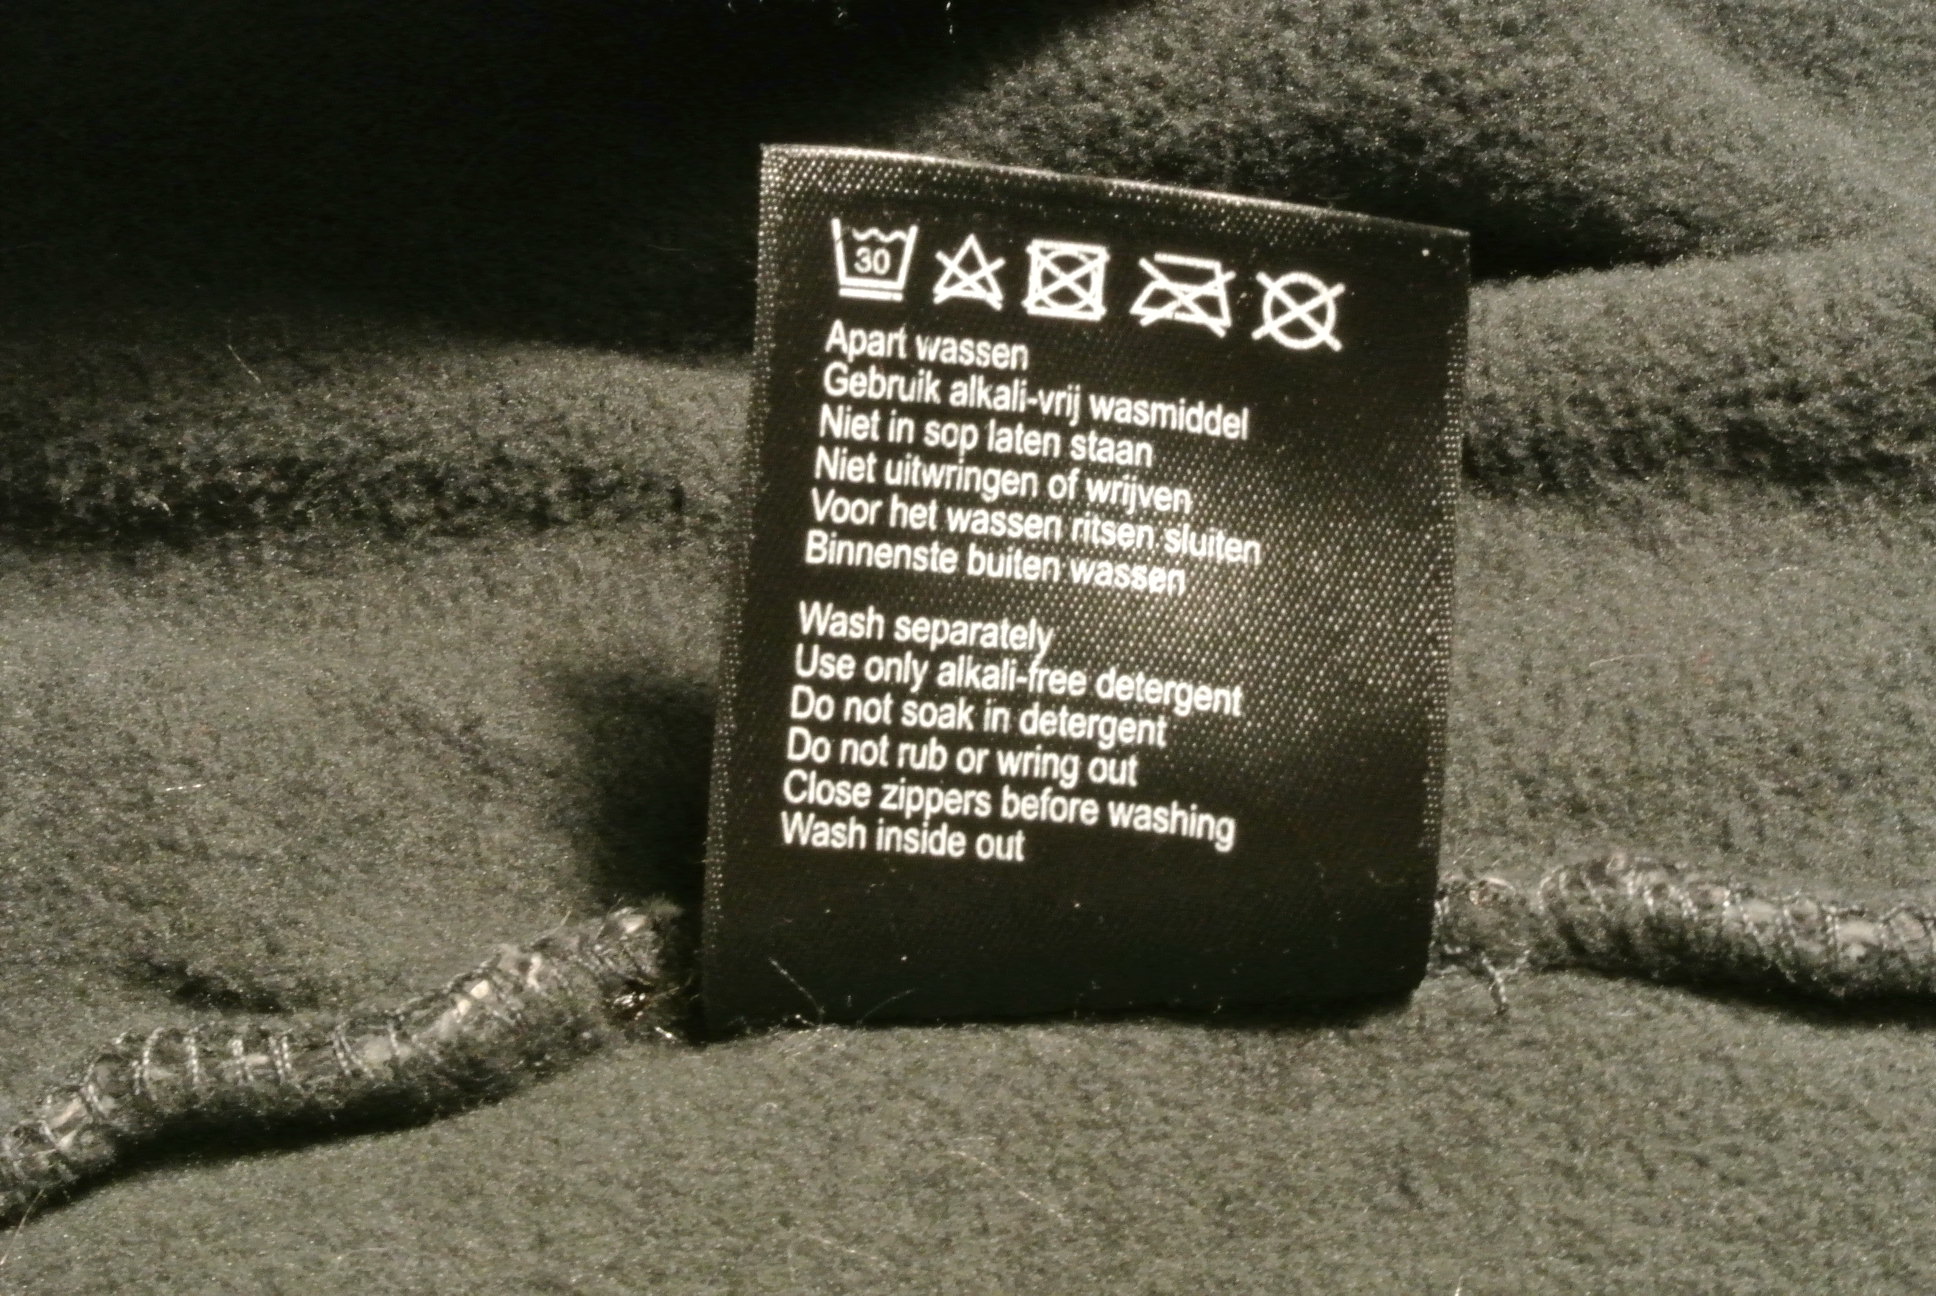 30
Apart wassen
Gebruik alkali-vrij wasmiddel
Niet in sop laten staan
Niet uitwringen of wrijven
Voor het wassen ritsen sluiten
Binnenste buiten wassen
Wash separately
Use only alkali-free detergent
Do not soak in detergent
Do not rub or wring out
Close zippers before washing
Wash inside out